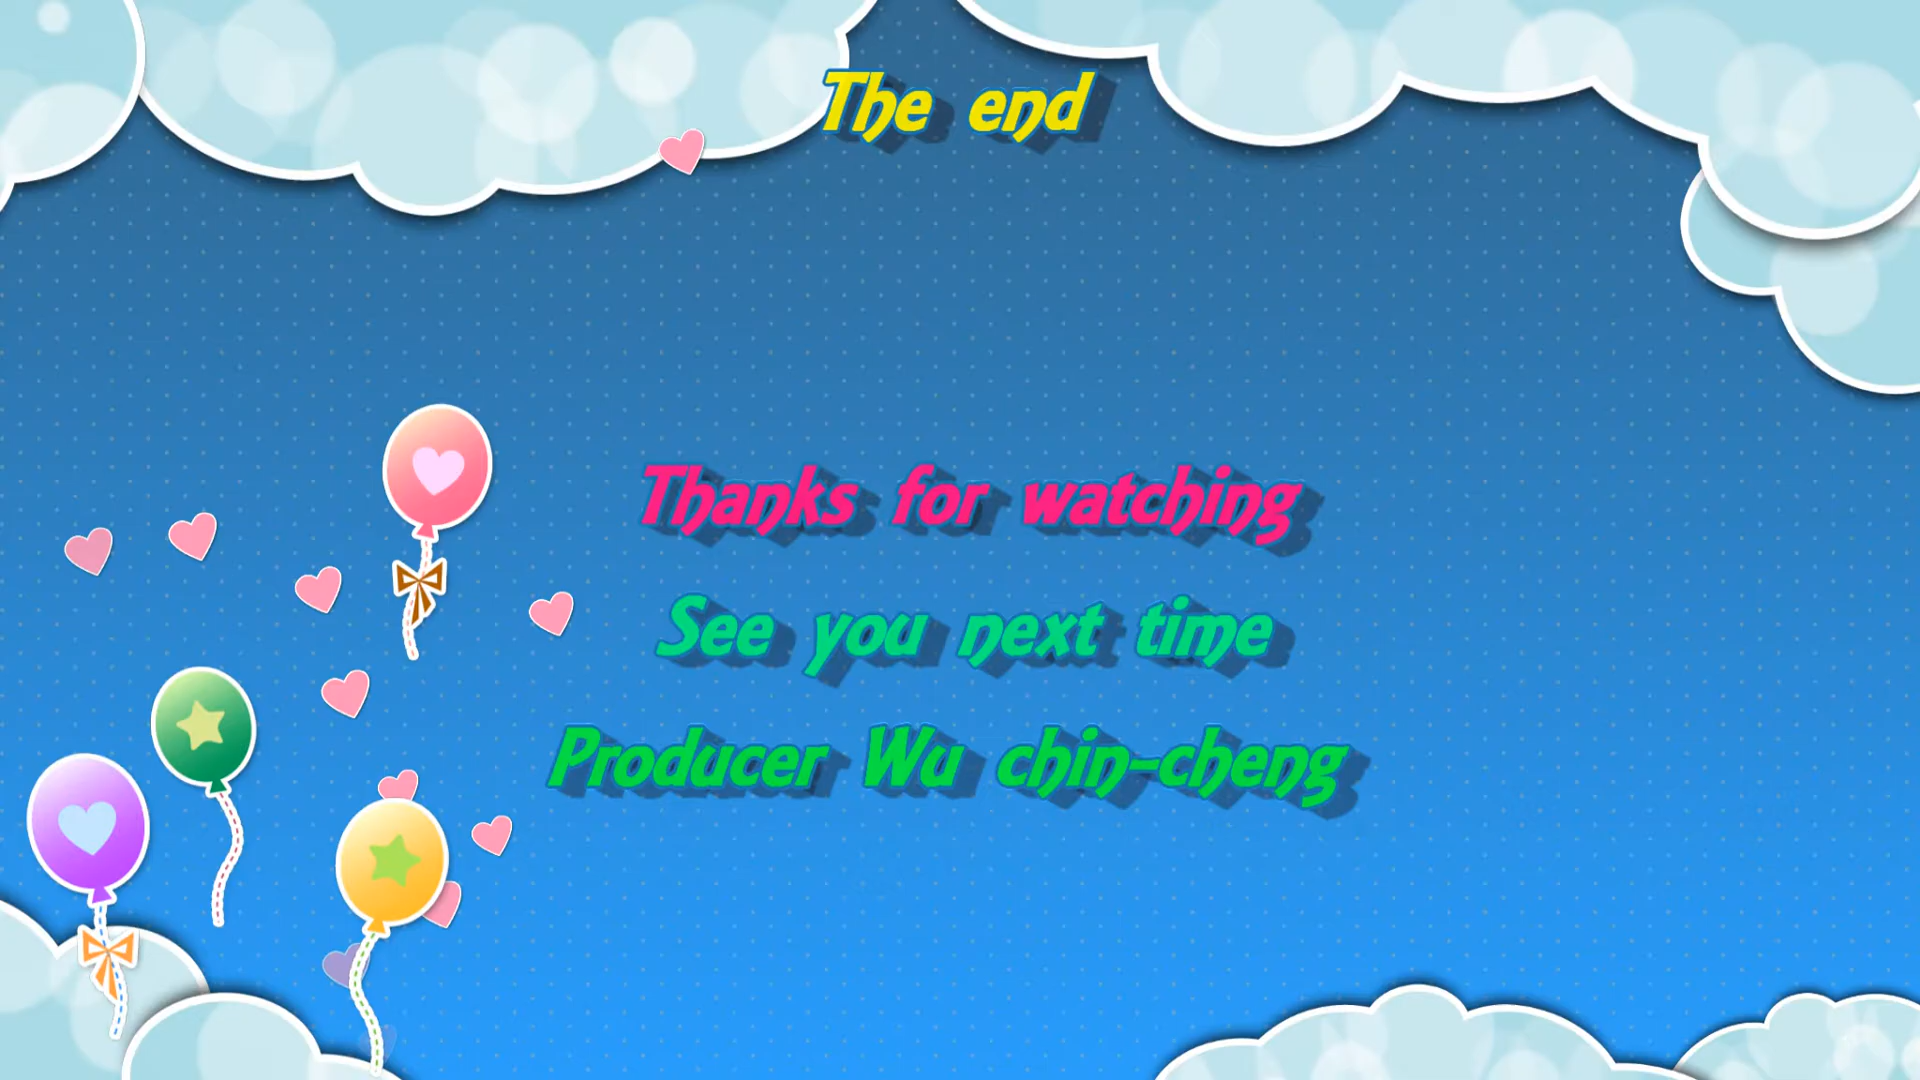 The end
Thanks for watching
See you next time
Producer Wu chin-cheng